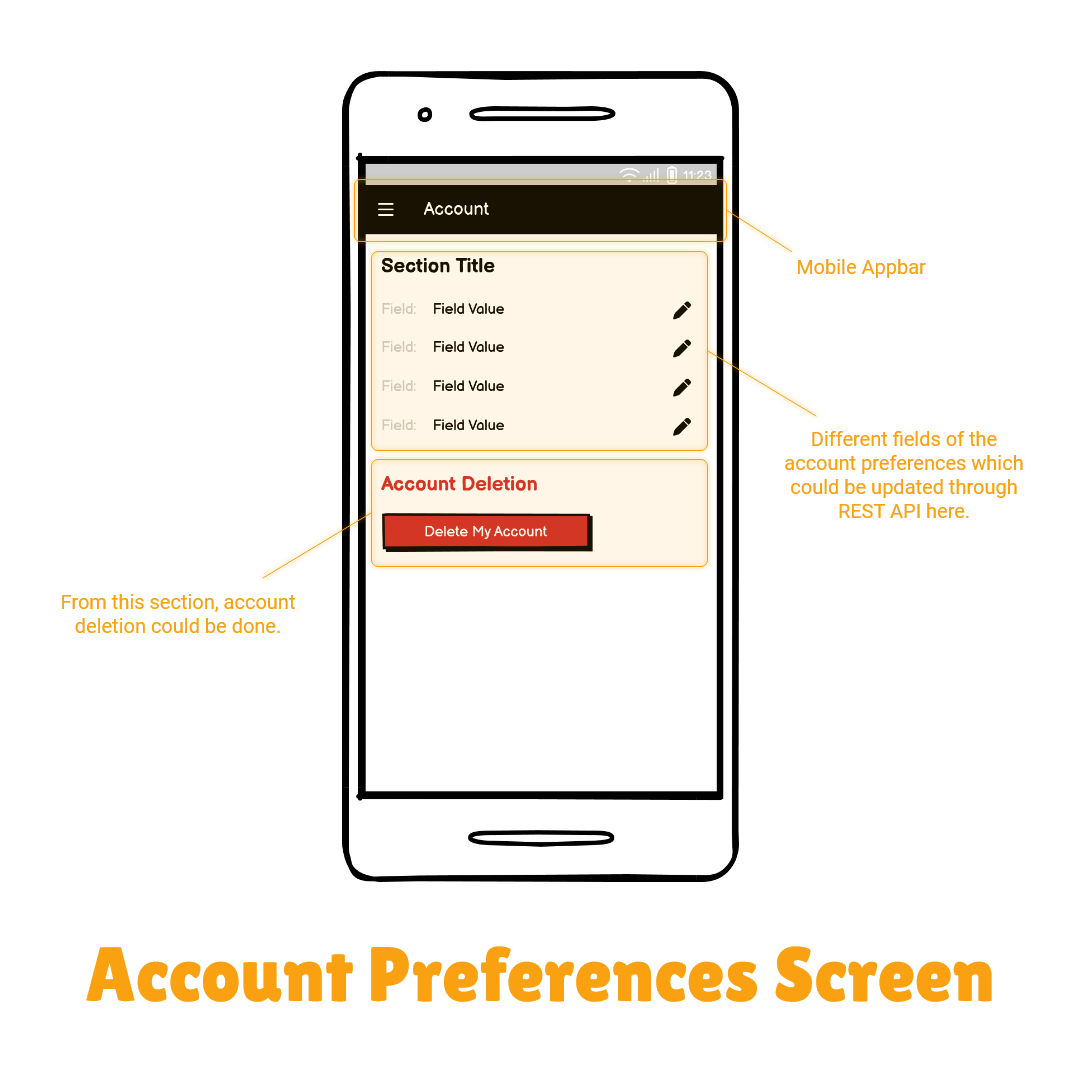 11:23
Account
Mobile Appbar
Section Title
Field: Field Value
Field: Field Value
Field: Field Value
Field: Field Value
Different fields of the
account preferences which
could be updated through
REST API here.
Account Deletion
Delete My Account
From this section, account
deletion could be done.
Account Preferences Screen